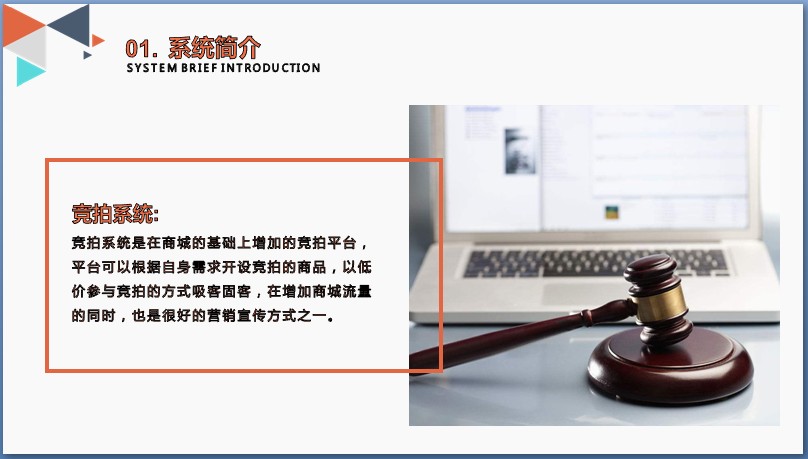 01. 系统简介
SYSTEM BRIEF INTRODUCTION
竞拍系统:
竞拍系统是在商城的基础上增加的竞拍平台，
平台可以根据自身需求开设竞拍的商品，以低
价参与竞拍的方式吸客固客，在增加商城流量
的同时，也是很好的营销宣传方式之一。